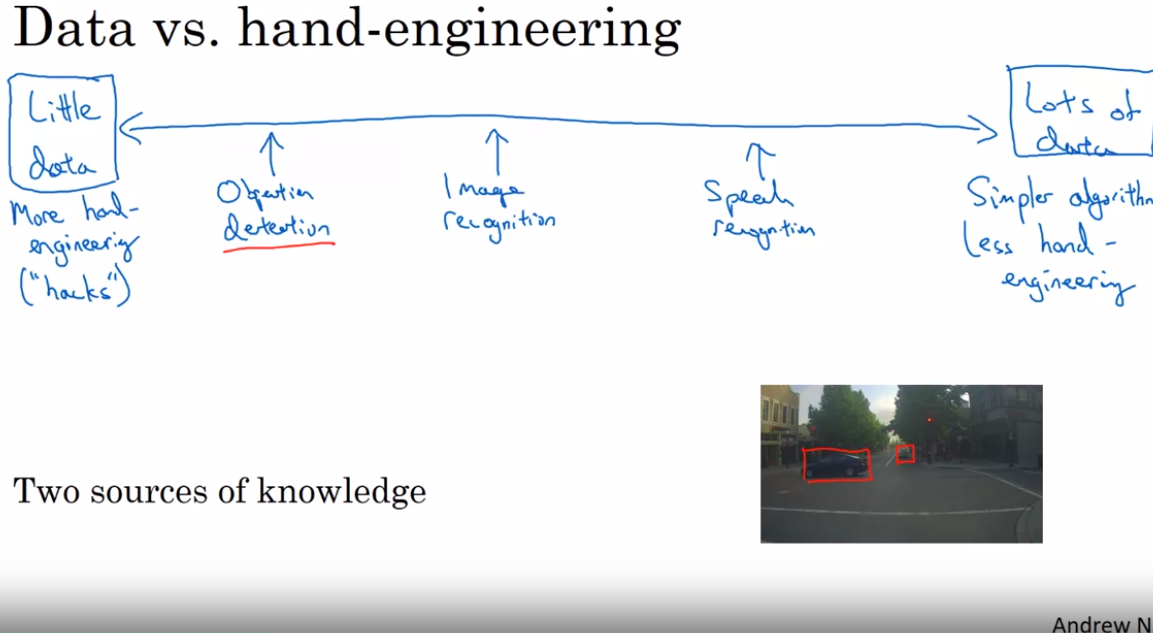 Data vs. hand-engineering
Little
data
More hand-
engineering
("hacks")
Object
detection
Image
recognition
Speech
recognition
Lots of
data
Simpler algorithm
Less hand-
engineering
Two sources of knowledge
Andrew N